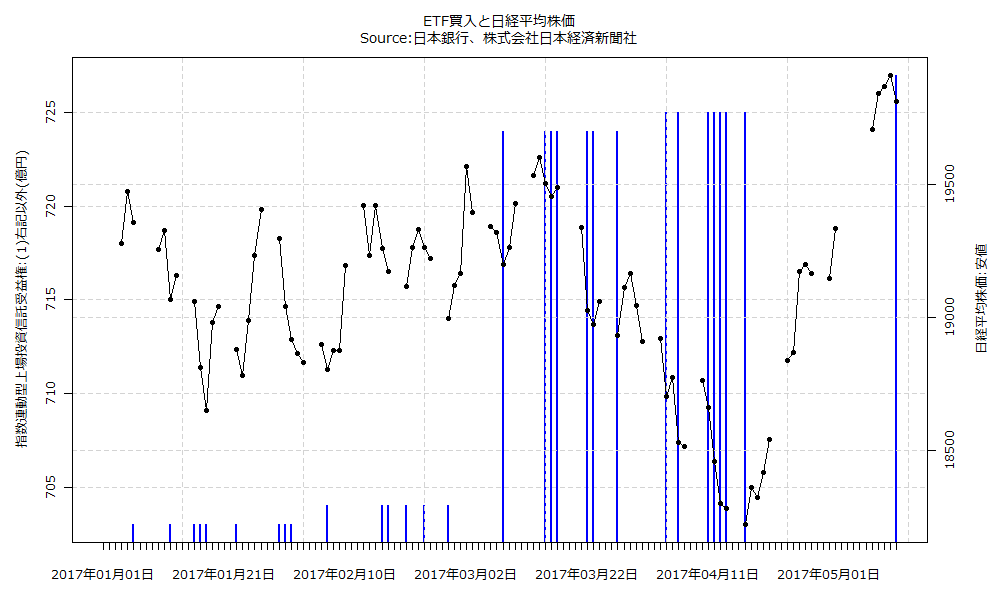 ETF買入と日経平均株価
Source:日本銀行、株式会社日本経済新聞社
指数連動型上場投資信託受益権:(1)右記以外(億円)
725
720
715
710
705
19500
19000
18500
日経平均株価:安値
2017年01月01日 2017年01月21日 2017年02月10日 2017年03月02日 2017年03月22日 2017年04月11日 2017年05月01日